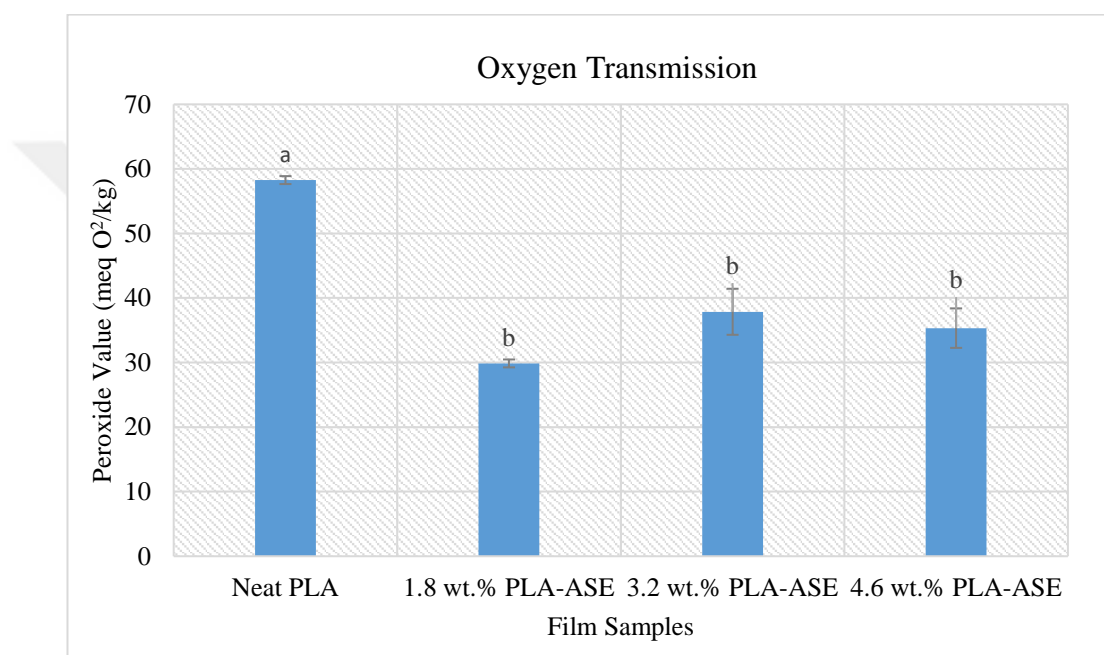 Oxygen Transmission
70
60
50
40
30
20
10
0
Peroxide Value (meq O²/kg)
a
b
b
b
Neat PLA
1.8 wt.% PLA-ASE
3.2 wt.% PLA-ASE
4.6 wt.% PLA-ASE
Film Samples